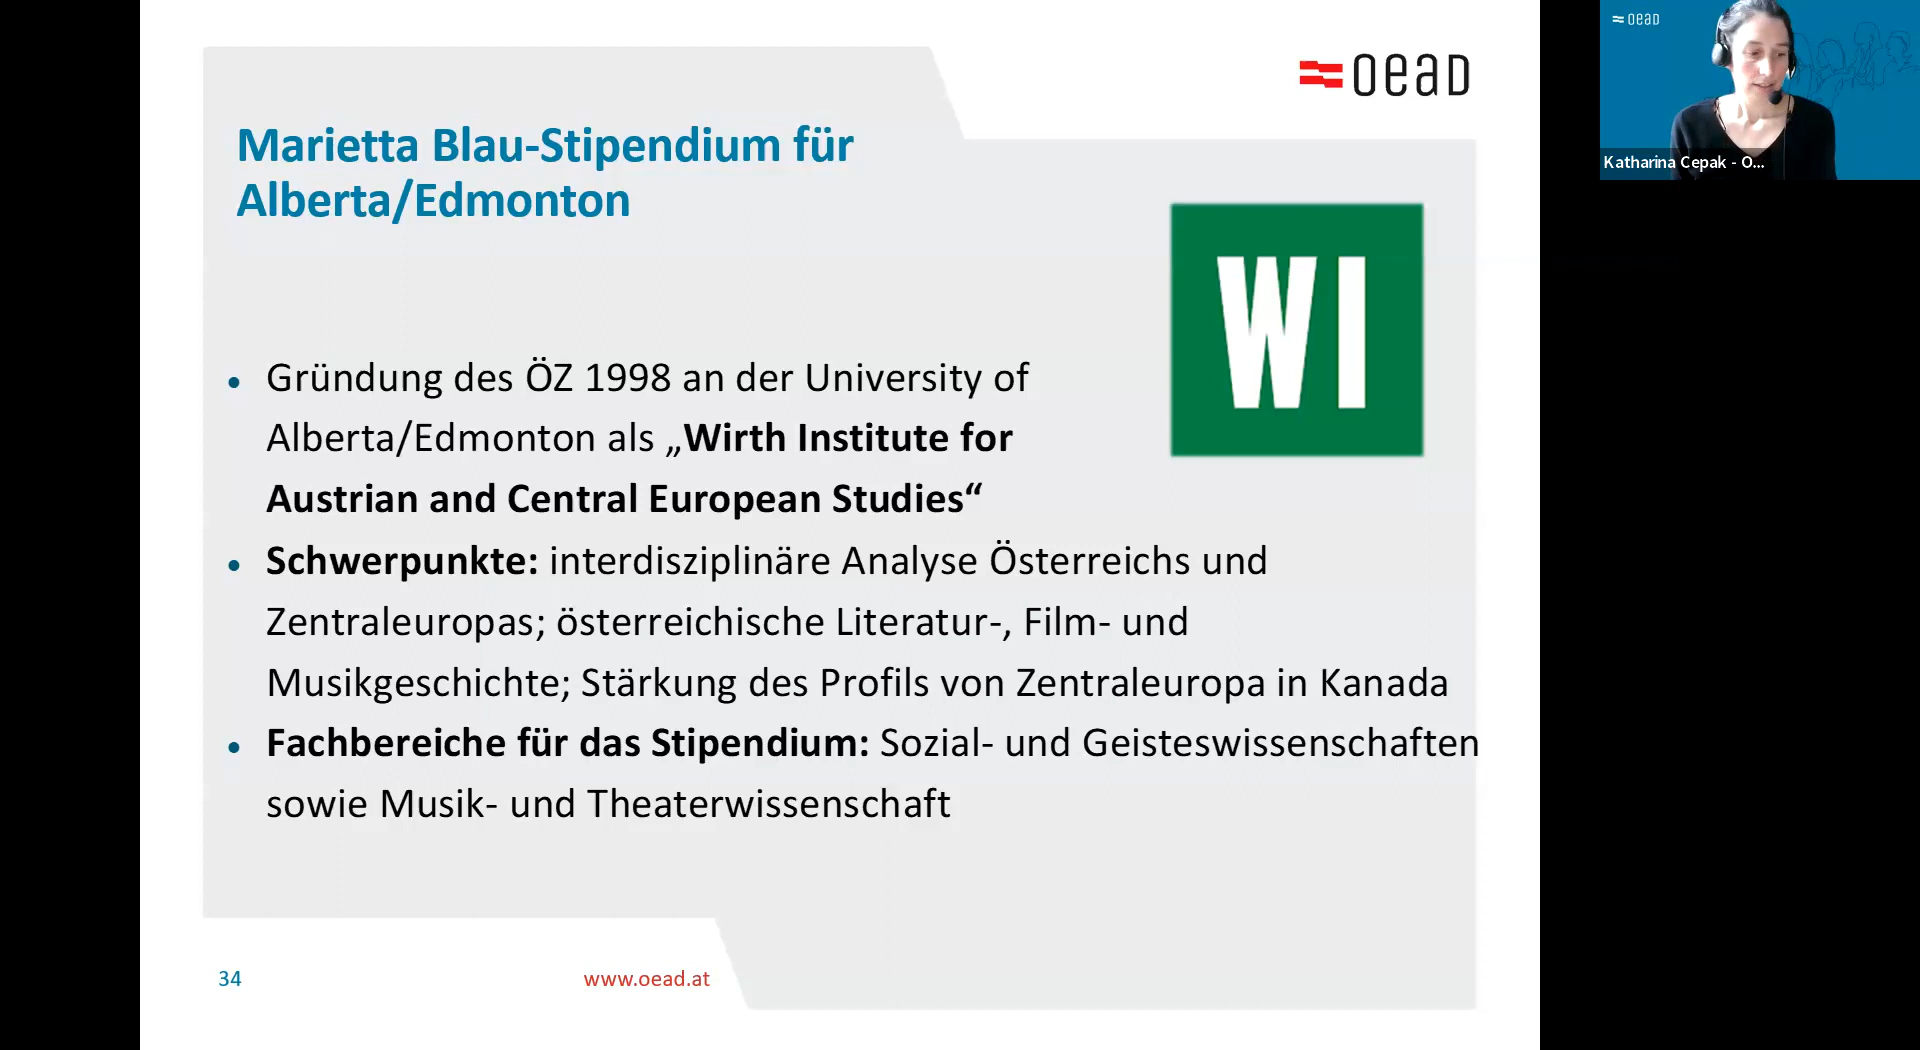 oead
Marietta Blau-Stipendium für
Alberta/Edmonton
WI
• Gründung des ÖZ 1998 an der University of
Alberta/Edmonton als „Wirth Institute for
Austrian and Central European Studies“
• Schwerpunkte: interdisziplinäre Analyse Österreichs und
Zentraleuropas; österreichische Literatur-, Film- und
Musikgeschichte; Stärkung des Profils von Zentraleuropa in Kanada
• Fachbereiche für das Stipendium: Sozial- und Geisteswissenschaften
sowie Musik- und Theaterwissenschaft
34
www.oead.at
oead
Katharina Cepak - O...